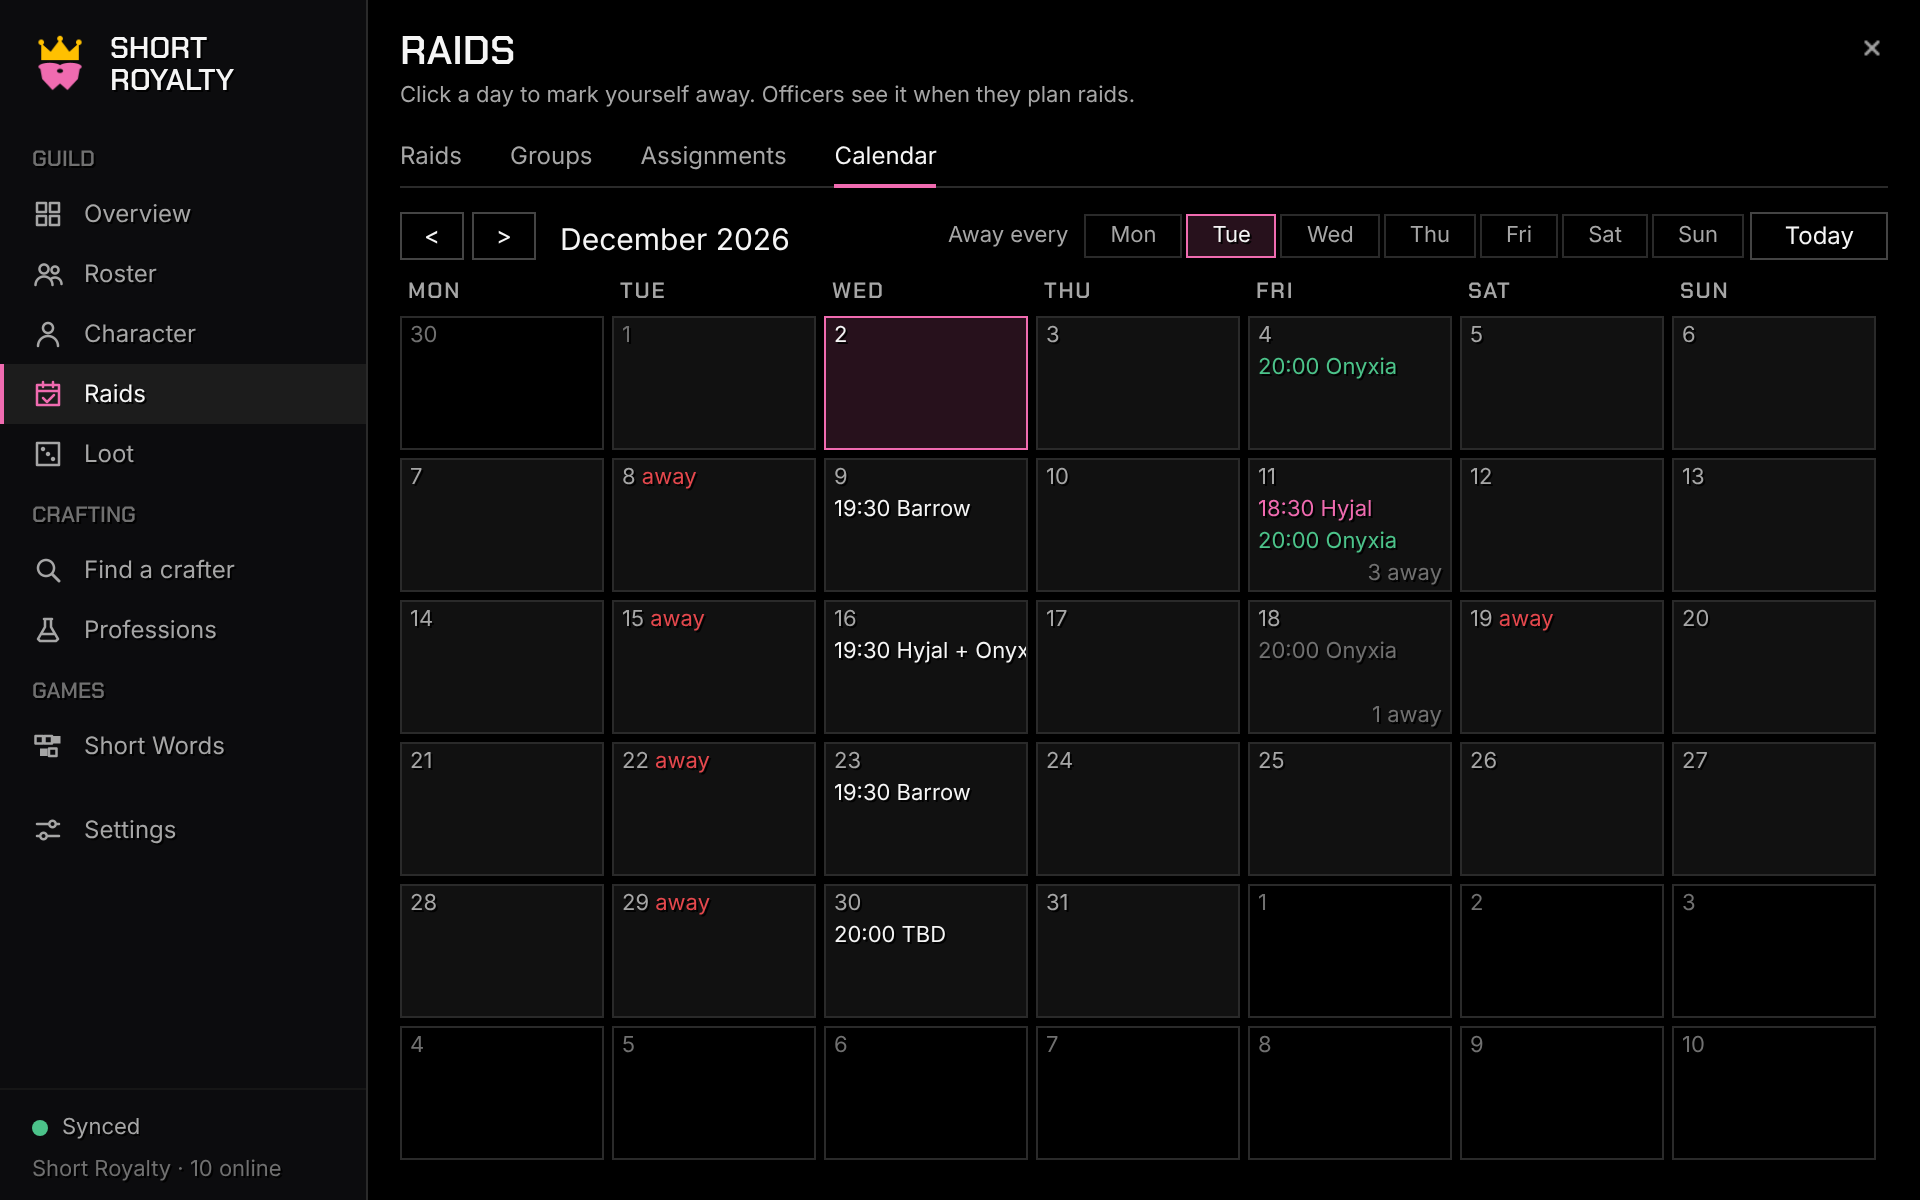 SHORT
ROYALTY
GUILD
Overview
Roster
Character
Raids
Loot
CRAFTING
Find a crafter
Professions
GAMES
Short Words
Settings
Synced
Short Royalty · 10 online
RAIDS
Click a day to mark yourself away. Officers see it when they plan raids.
Raids Groups Assignments Calendar
< > December 2026 Away every Mon Tue Wed Thu Fri Sat Sun Today
MON TUE WED THU FRI SAT SUN
30 1 2 3 4 5 6
20:00 Onyxia
7 8 away 9 10 11 12 13
19:30 Barrow 18:30 Hyjal
20:00 Onyxia
3 away
14 15 away 16 17 18 19 away 20
19:30 Hyjal + Onyx 20:00 Onyxia
1 away
21 22 away 23 24 25 26 27
19:30 Barrow
28 29 away 30 31 1 2 3
20:00 TBD
4 5 6 7 8 9 10